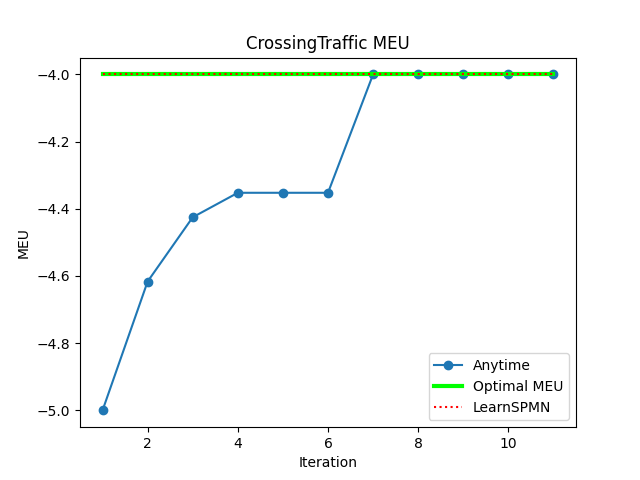 CrossingTraffic MEU
−4.0
−4.2
−4.4
−4.6
−4.8
−5.0
MEU
2
4
6
8
10
Iteration
Anytime
Optimal MEU
LearnSPMN